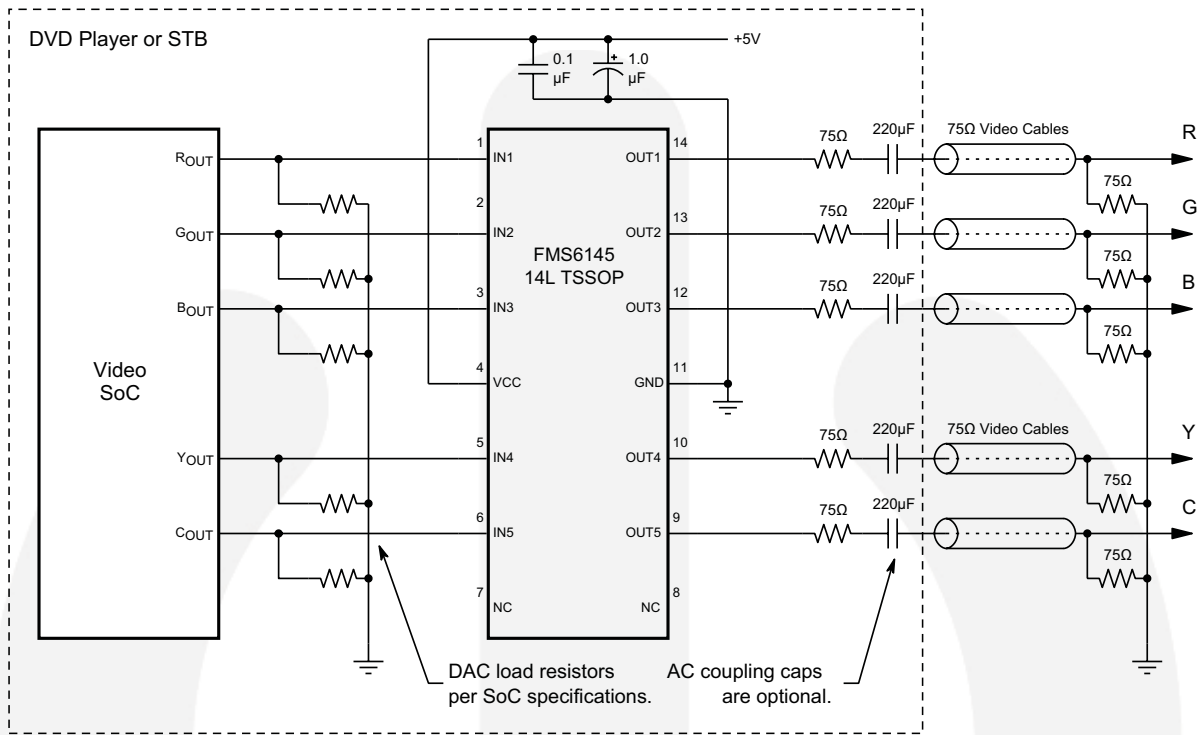 DVD Player or STB
+5V
0.1
µF
+
1.0
µF
75Ω
220µF
75Ω Video Cables
R
ROUT
1
IN1
OUT1
14
75Ω
2
75Ω
220µF
G
GOUT
IN2
OUT2
13
FMS6145
14L TSSOP
75Ω
75Ω
220µF
B
BOUT
3
IN3
OUT3
12
75Ω
Video
SoC
4
VCC
GND
11
75Ω
220µF
75Ω Video Cables
Y
YOUT
5
IN4
OUT4
10
75Ω
75Ω
220µF
C
COUT
6
IN5
OUT5
9
75Ω
7
NC
NC
8
DAC load resistors
per SoC specifications.
AC coupling caps
are optional.